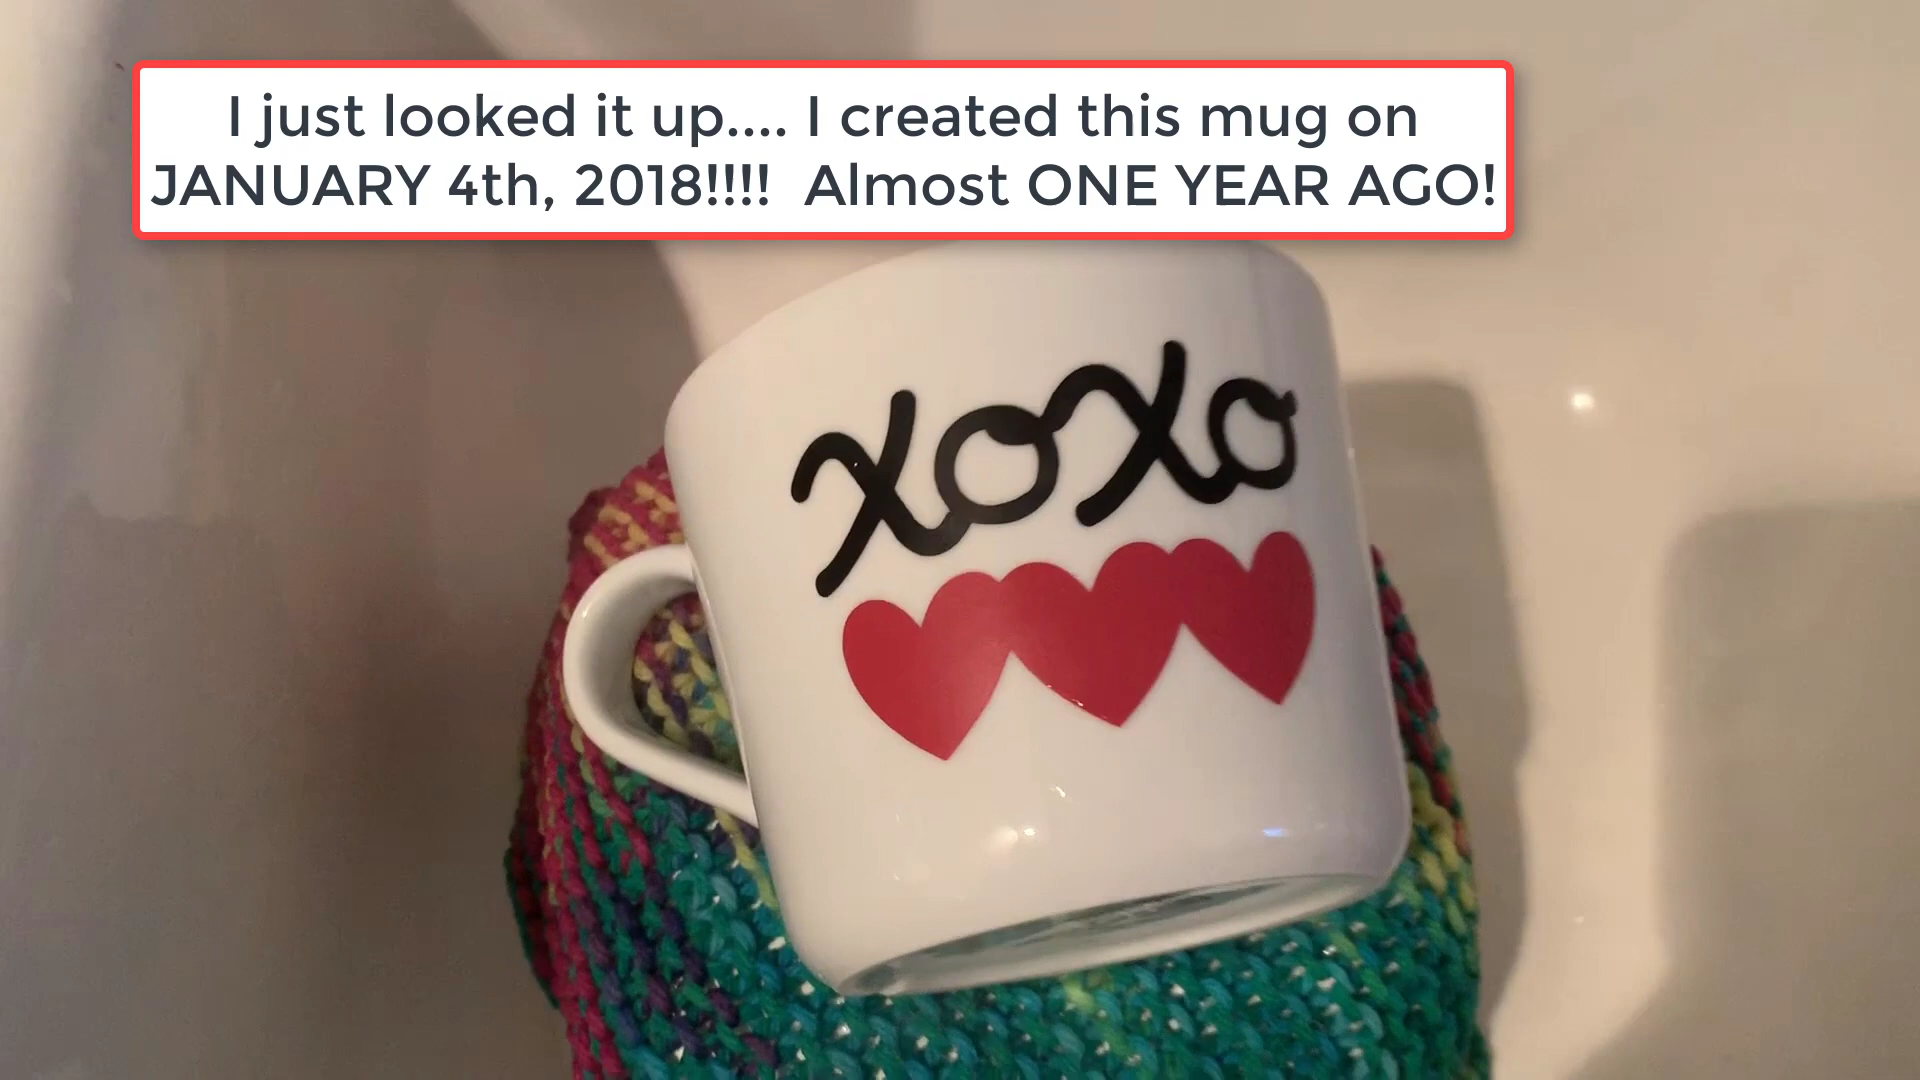 I just looked it up.... I created this mug on
JANUARY 4th, 2018!!!!  Almost ONE YEAR AGO!
xoxo